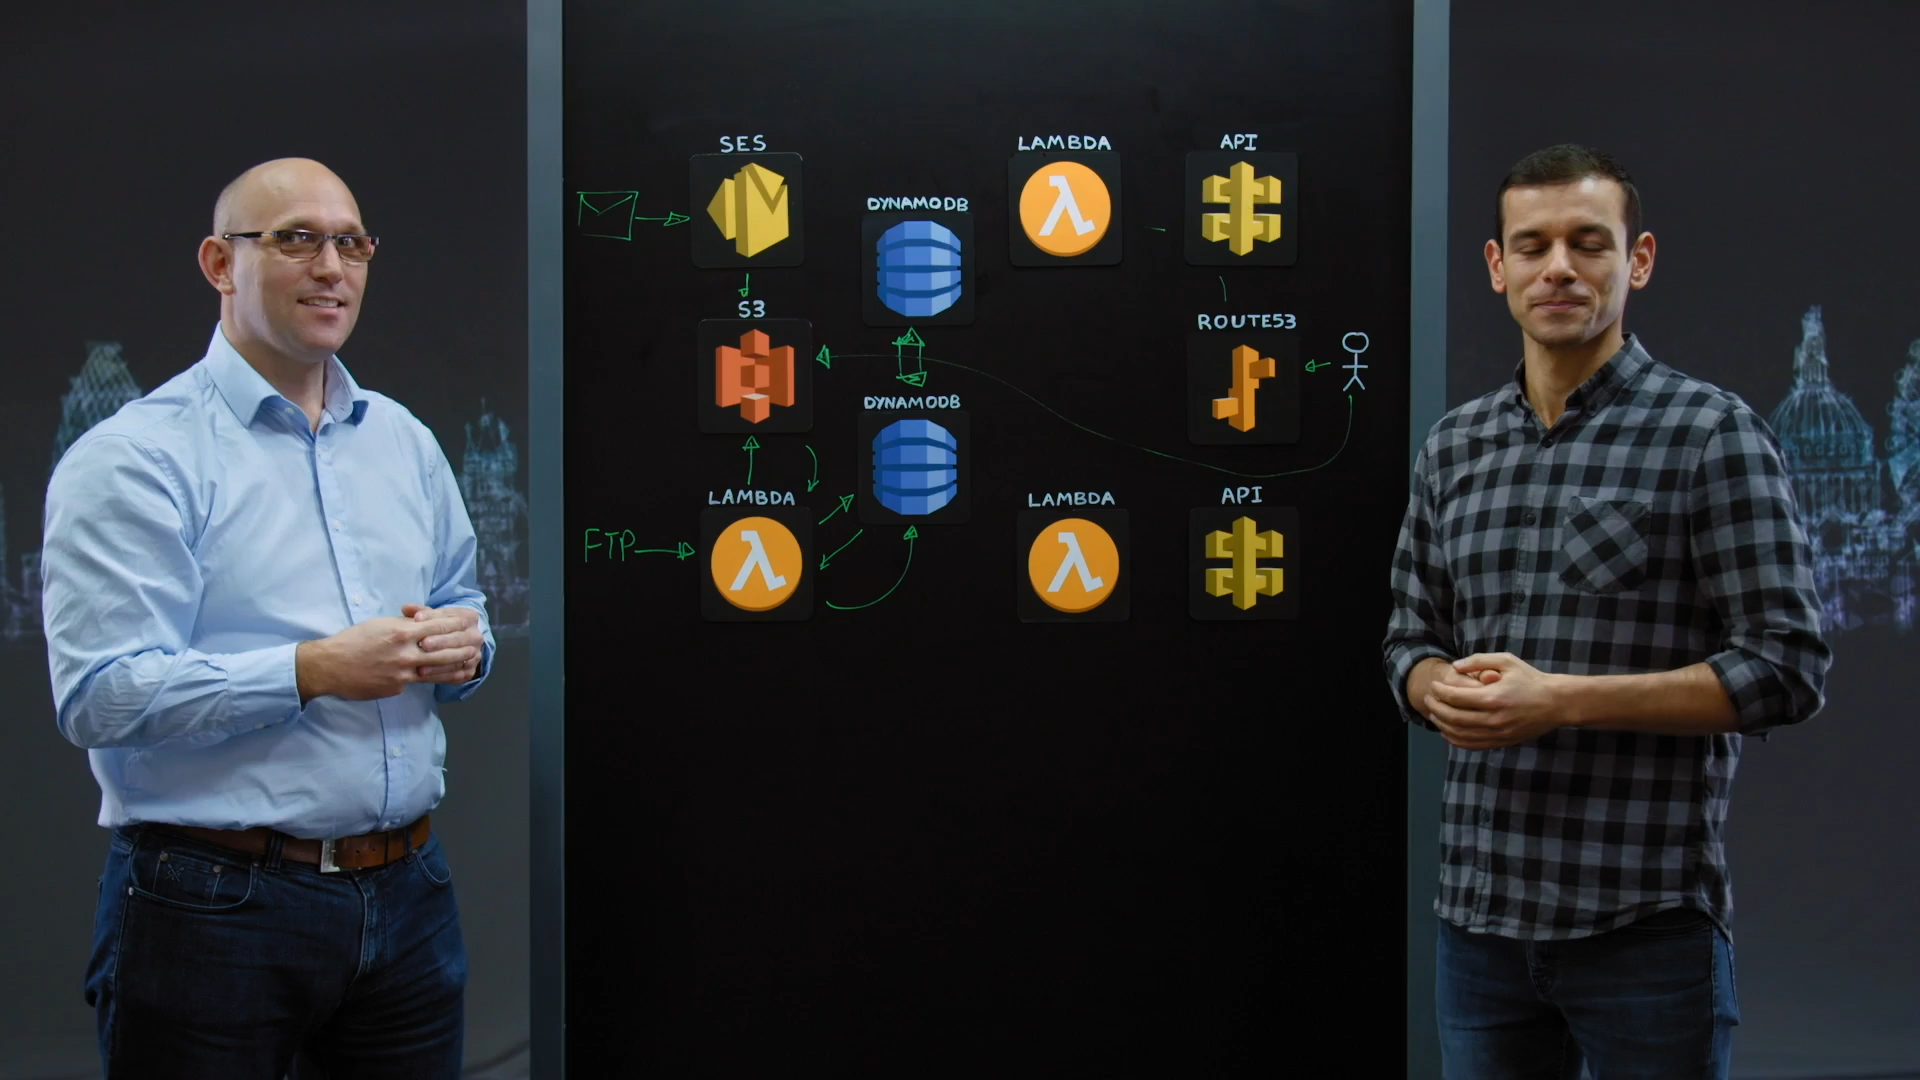 SES
LAMBDA
API
DYNAMODB
S3
ROUTE53
DYNAMODB
LAMBDA
LAMBDA
API
FTP